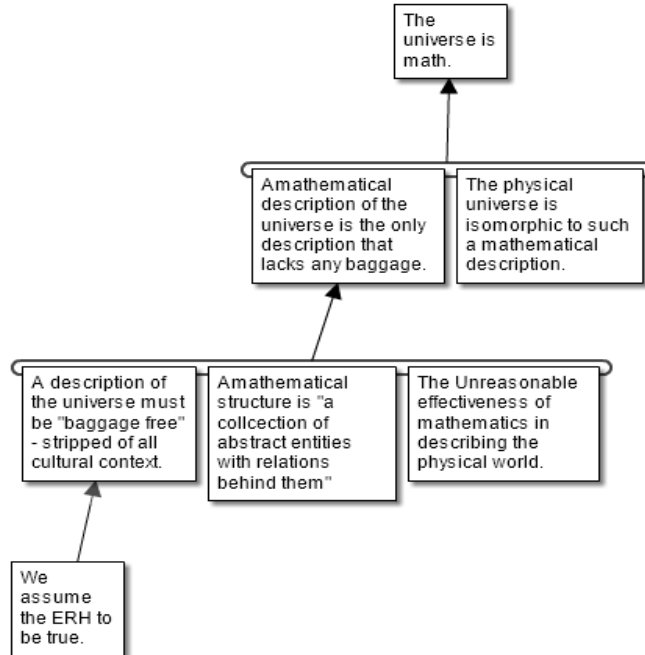 The
universe is
math.
Amathematical
description of the
universe is the only
description that
lacks any baggage.
The physical
universe is
isomorphic to such
a mathematical
description.
A description of
the universe must
be "baggage free"
- stripped of all
cultural context.
Amathematical
structure is "a
collcection of
abstract entities
with relations
behind them"
The Unreasonable
effectiveness of
mathematics in
describing the
physical world.
We
assume
the ERH to
be true.